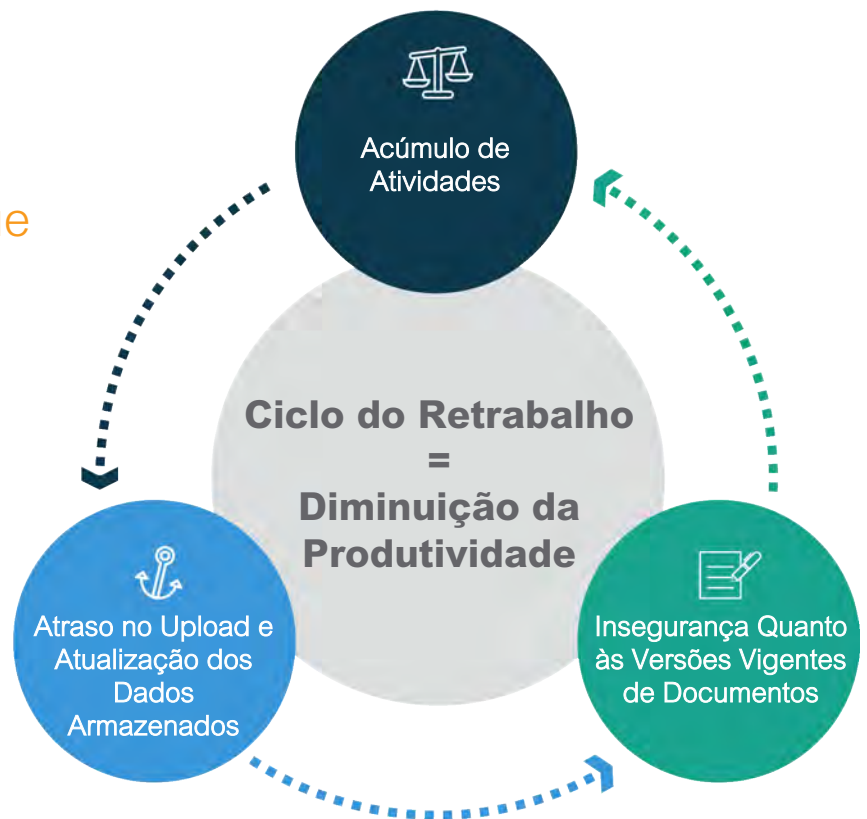 Acúmulo de
Atividades
Ciclo do Retrabalho
=
Diminuição da
Produtividade
Atraso no Upload e
Atualização dos
Dados
Armazenados
Insegurança Quanto
às Versões Vigentes
de Documentos